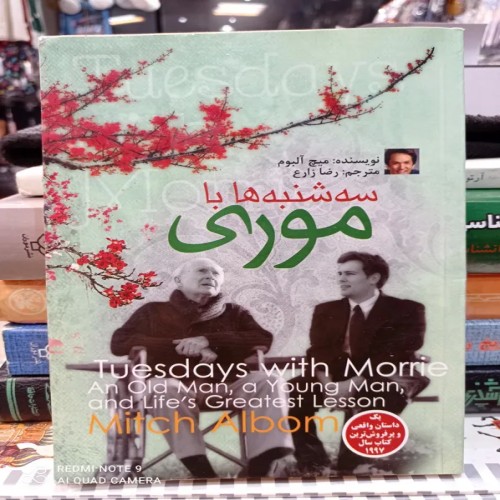 Tuesdays
نویسنده: میچ آلبوم
مترجم: رضا زارع
سه‌شنبه‌ها با
موری
Tuesdays with Morrie
An Old Man, a Young Man,
and Life's Greatest Lesson
Mitch Albom
یک
داستان واقعی
و پرفروش‌ترین
کتاب سال
۱۹۹۷
REDMI NOTE 9
AI QUAD CAMERA